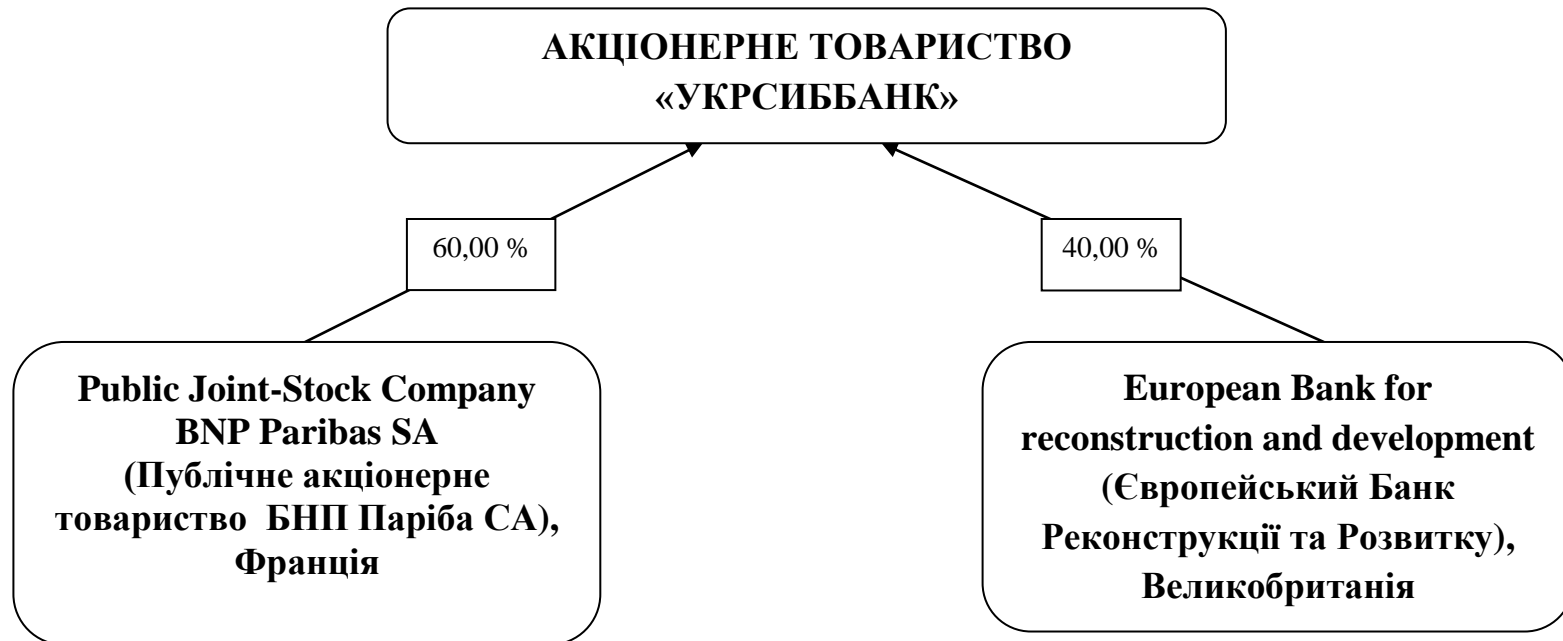 АКЦІОНЕРНЕ ТОВАРИСТВО
«УКРСИББАНК»
60,00 %
40,00 %
Public Joint-Stock Company
BNP Paribas SA
(Публічне акціонерне
товариство БНП Паріба СА),
Франція
European Bank for
reconstruction and development
(Європейський Банк
Реконструкції та Розвитку),
Великобританія